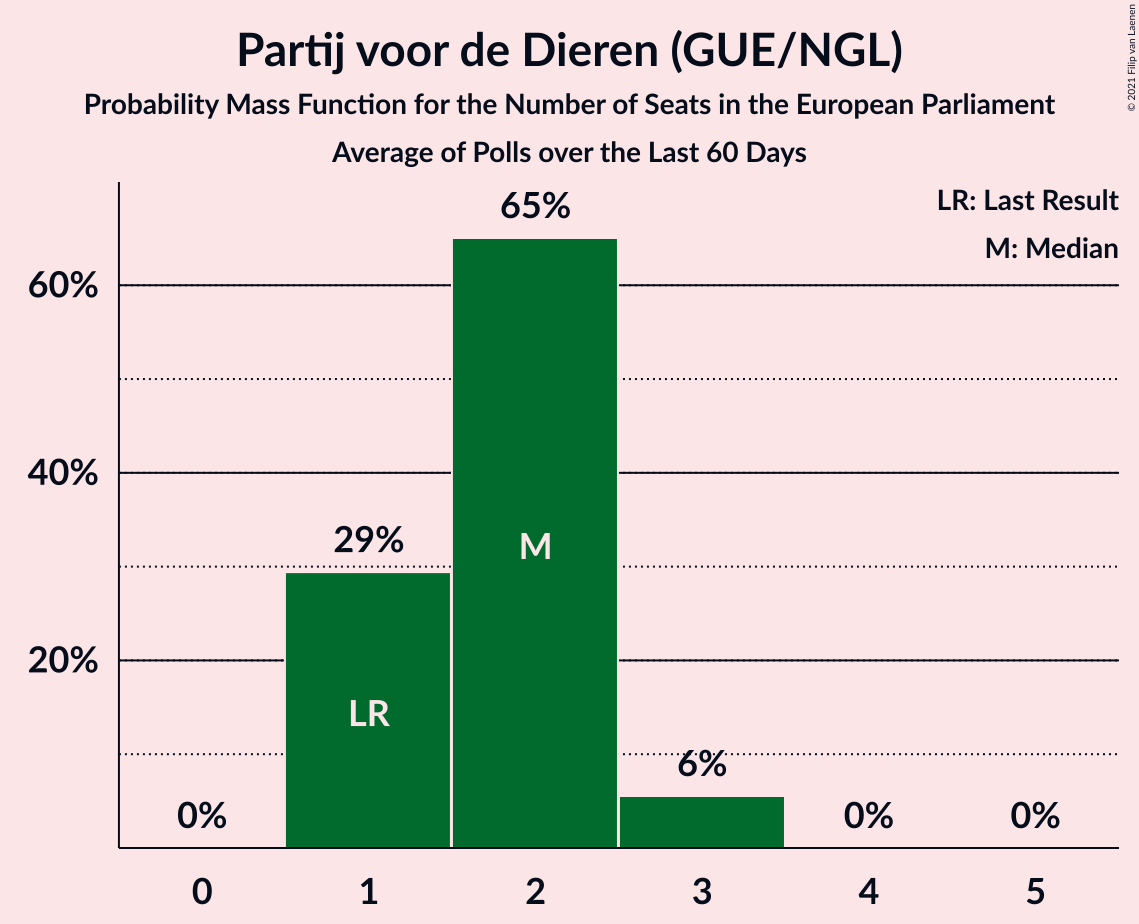 Partij voor de Dieren (GUE/NGL)
Probability Mass Function for the Number of Seats in the European Parliament
Average of Polls over the Last 60 Days
© 2021 Filip van Laenen
LR: Last Result
M: Median
65%
60%
40%
29%
M
20%
LR
6%
0%
0%
0%
0 1 2 3 4 5